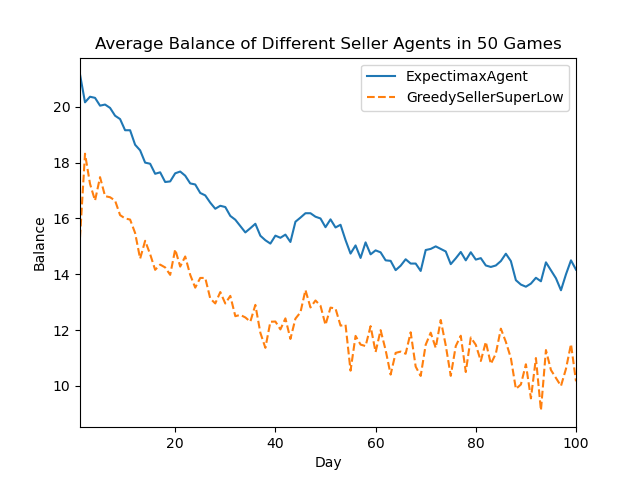 Average Balance of Different Seller Agents in 50 Games
ExpectimaxAgent
GreedySellerSuperLow
20
18
16
14
12
10
Balance
20
40
60
80
100
Day